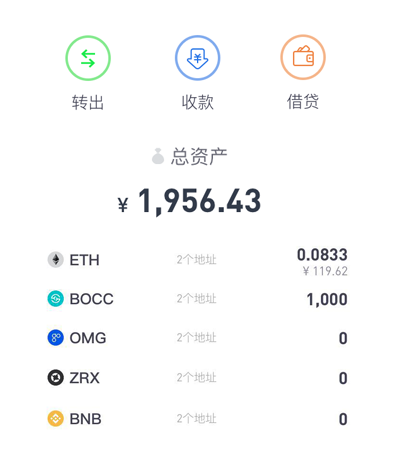 转出 收款 借贷
总资产
¥ 1,956.43
ETH 2个地址 0.0833
¥ 119.62
BOCC 2个地址 1,000
OMG 2个地址 0
ZRX 2个地址 0
BNB 2个地址 0